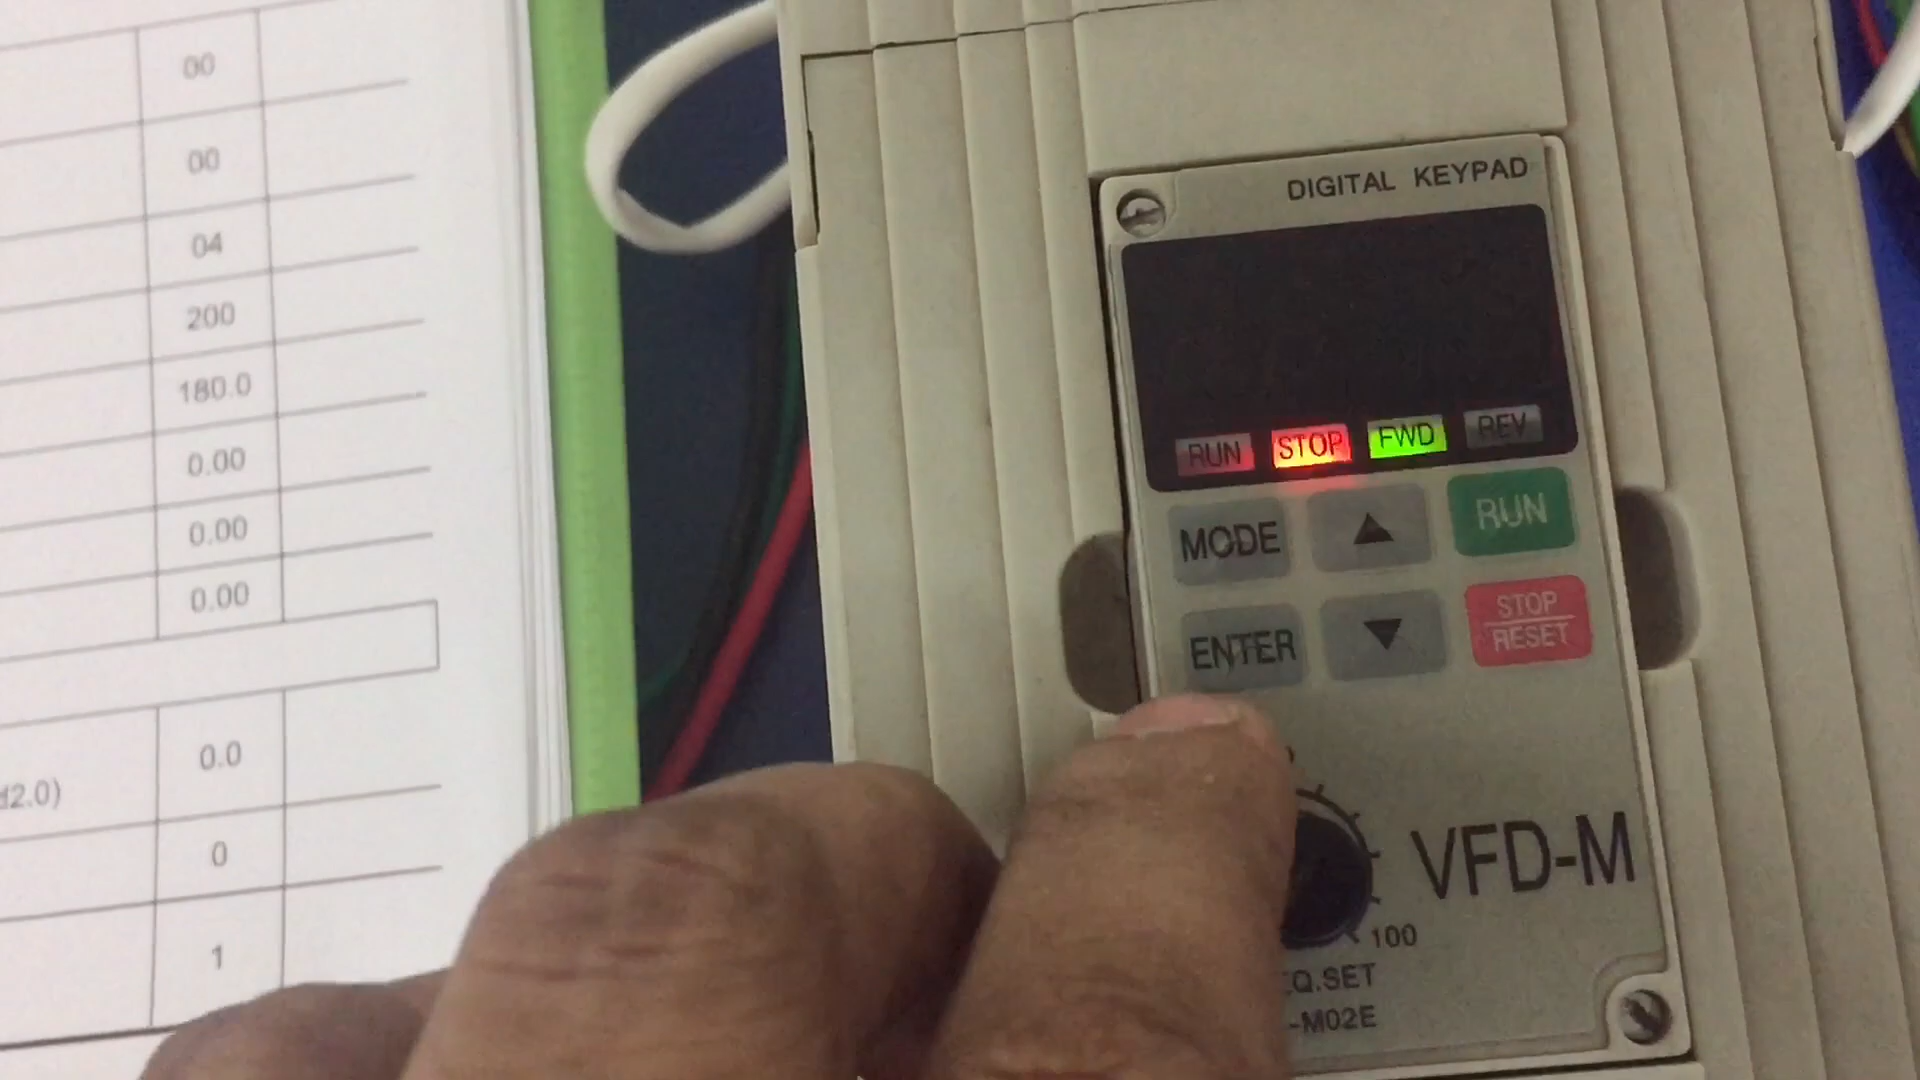 00
00
04
200
180.0
0.00
0.00
0.00
0.0
d2.0)
0
1
DIGITAL KEYPAD
RUN STOP FWD REV
MODE RUN
ENTER STOP
RESET
VFD-M
100
Q.SET
-M02E